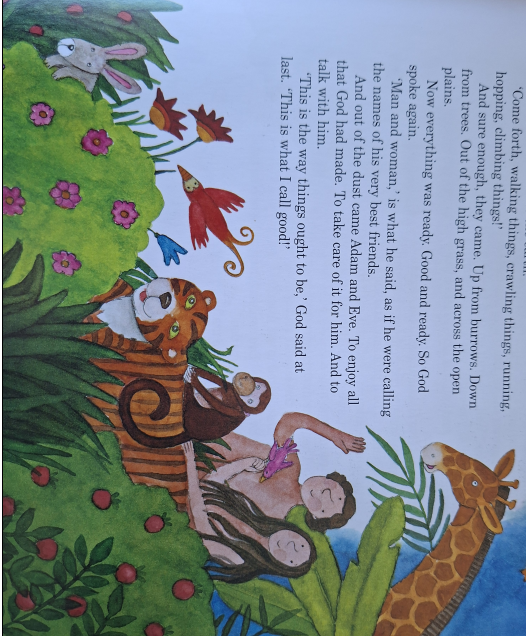 'Come forth, walking things, crawling things, running,
hopping, climbing things!'
And sure enough, they came. Up from burrows. Down
from trees. Out of the high grass, and across the open
plains.
Now everything was ready. Good and ready. So God
spoke again.
'Man and woman,' is what he said, as if he were calling
the names of his very best friends.
And out of the dust came Adam and Eve. To enjoy all
that God had made. To take care of it for him. And to
talk with him.
'This is the way things ought to be,' God said at
last. 'This is what I call good!'